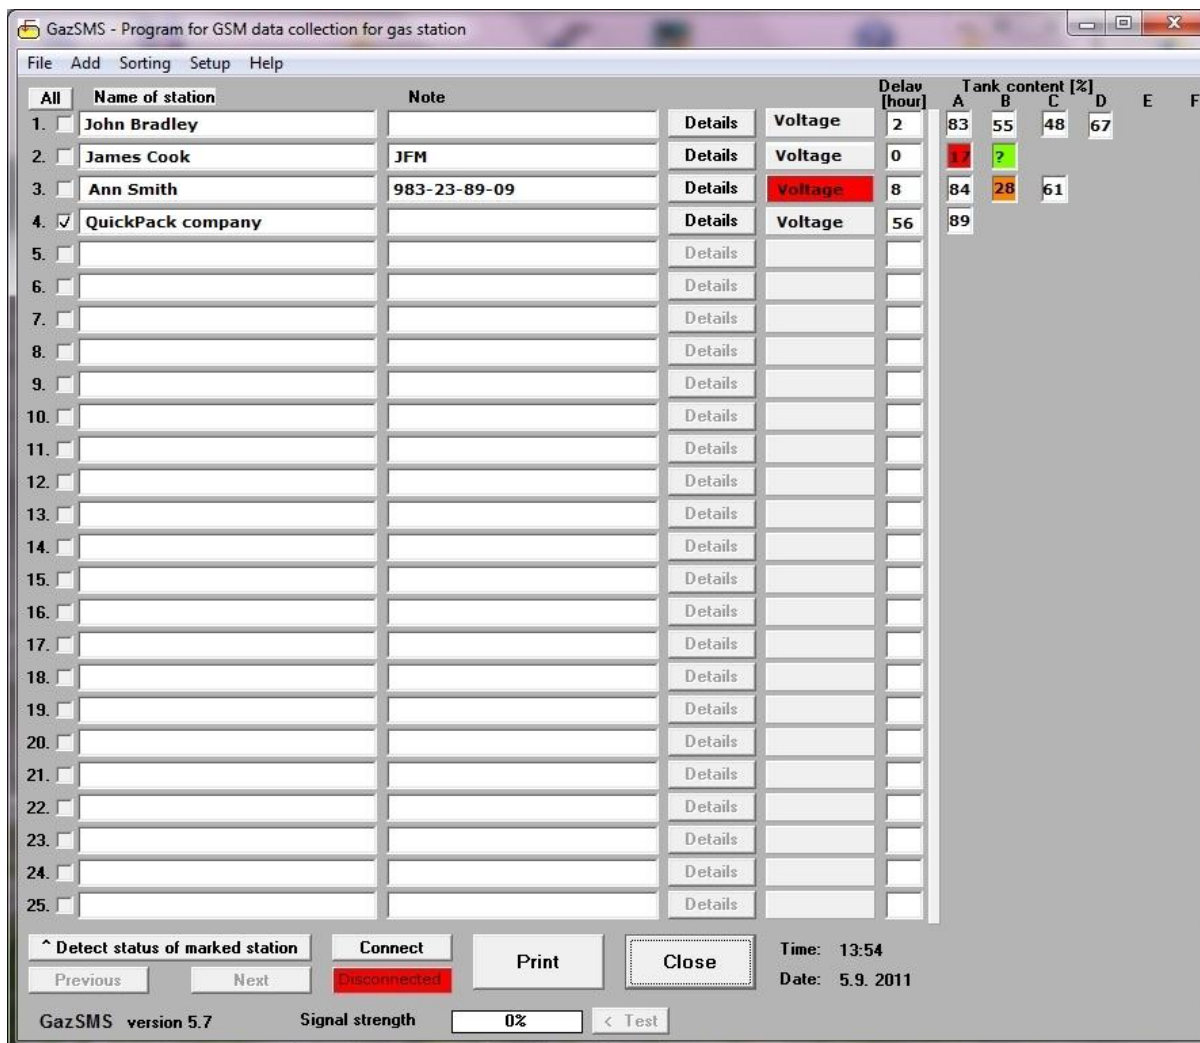 GazSMS - Program for GSM data collection for gas station
File Add Sorting Setup Help
All Name of station Note Delay [hour] Tank content [%]
A B C D E F
1. John Bradley Details Voltage 2 83 55 48 67
2. James Cook JFM Details Voltage 0 17 ?
3. Ann Smith 983-23-89-09 Details Voltage 8 84 28 61
4. QuickPack company Details Voltage 56 89
5. Details
6. Details
7. Details
8. Details
9. Details
10. Details
11. Details
12. Details
13. Details
14. Details
15. Details
16. Details
17. Details
18. Details
19. Details
20. Details
21. Details
22. Details
23. Details
24. Details
25. Details
^ Detect status of marked station Connect Print Close Time: 13:54
Previous Next Disconnected Date: 5.9. 2011
GazSMS version 5.7 Signal strength 0% < Test